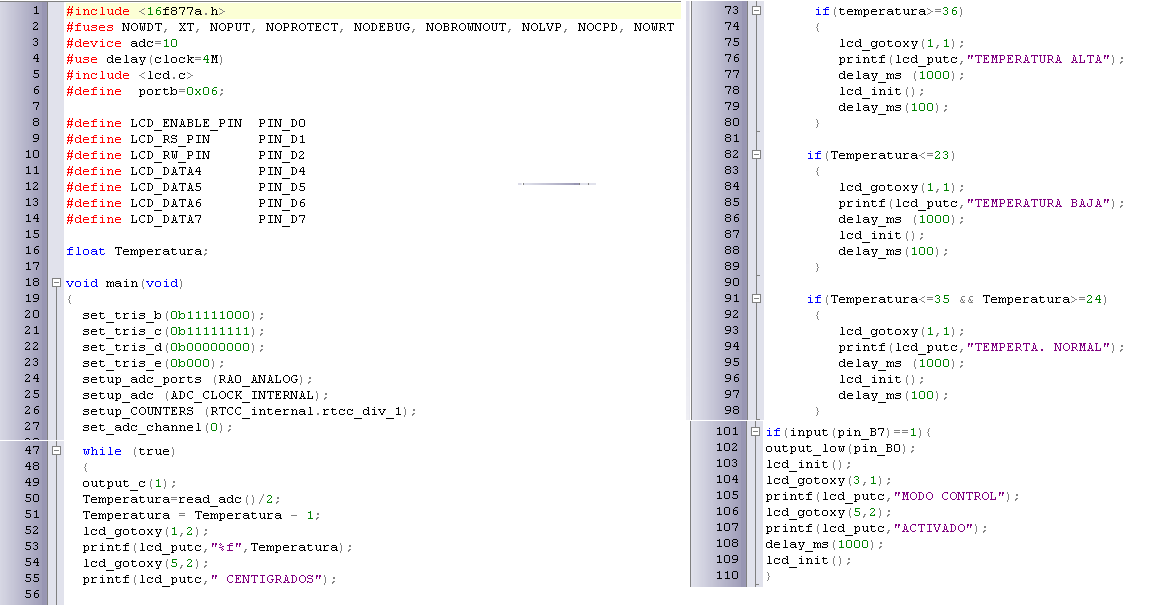 1 #include <16f877a.h>
2 #fuses NOWDT, XT, NOPUT, NOPROTECT, NODEBUG, NOBROWNOUT, NOLVP, NOCPD, NOWRT
3 #device adc=10
4 #use delay(clock=4M)
5 #include <lcd.c>
6 #define  portb=0x06;
7
8 #define LCD_ENABLE_PIN  PIN_D0
9 #define LCD_RS_PIN      PIN_D1
10 #define LCD_RW_PIN      PIN_D2
11 #define LCD_DATA4       PIN_D4
12 #define LCD_DATA5       PIN_D5
13 #define LCD_DATA6       PIN_D6
14 #define LCD_DATA7       PIN_D7
15
16 float Temperatura;
17
18 void main(void)
19 {
20   set_tris_b(0b11111000);
21   set_tris_c(0b11111111);
22   set_tris_d(0b00000000);
23   set_tris_e(0b000);
24   setup_adc_ports (RA0_ANALOG);
25   setup_adc (ADC_CLOCK_INTERNAL);
26   setup_COUNTERS (RTCC_internal.rtcc_div_1);
27   set_adc_channel(0);
47   while (true)
48   {
49   output_c(1);
50   Temperatura=read_adc()/2;
51   Temperatura = Temperatura - 1;
52   lcd_gotoxy(1,2);
53   printf(lcd_putc,"%f",Temperatura);
54   lcd_gotoxy(5,2);
55   printf(lcd_putc," CENTIGRADOS");
56
73       if(temperatura>=36)
74       {
75          lcd_gotoxy(1,1);
76          printf(lcd_putc,"TEMPERATURA ALTA");
77          delay_ms (1000);
78          lcd_init();
79          delay_ms(100);
80       }
81
82      if(Temperatura<=23)
83       {
84          lcd_gotoxy(1,1);
85          printf(lcd_putc,"TEMPERATURA BAJA");
86          delay_ms (1000);
87          lcd_init();
88          delay_ms(100);
89       }
90
91      if(Temperatura<=35 && Temperatura>=24)
92       {
93          lcd_gotoxy(1,1);
94          printf(lcd_putc,"TEMPERTA. NORMAL");
95          delay_ms (1000);
96          lcd_init();
97          delay_ms(100);
98       }
101 if(input(pin_B7)==1){
102 output_low(pin_B0);
103 lcd_init();
104 lcd_gotoxy(3,1);
105 printf(lcd_putc,"MODO CONTROL");
106 lcd_gotoxy(5,2);
107 printf(lcd_putc,"ACTIVADO");
108 delay_ms(1000);
109 lcd_init();
110 }